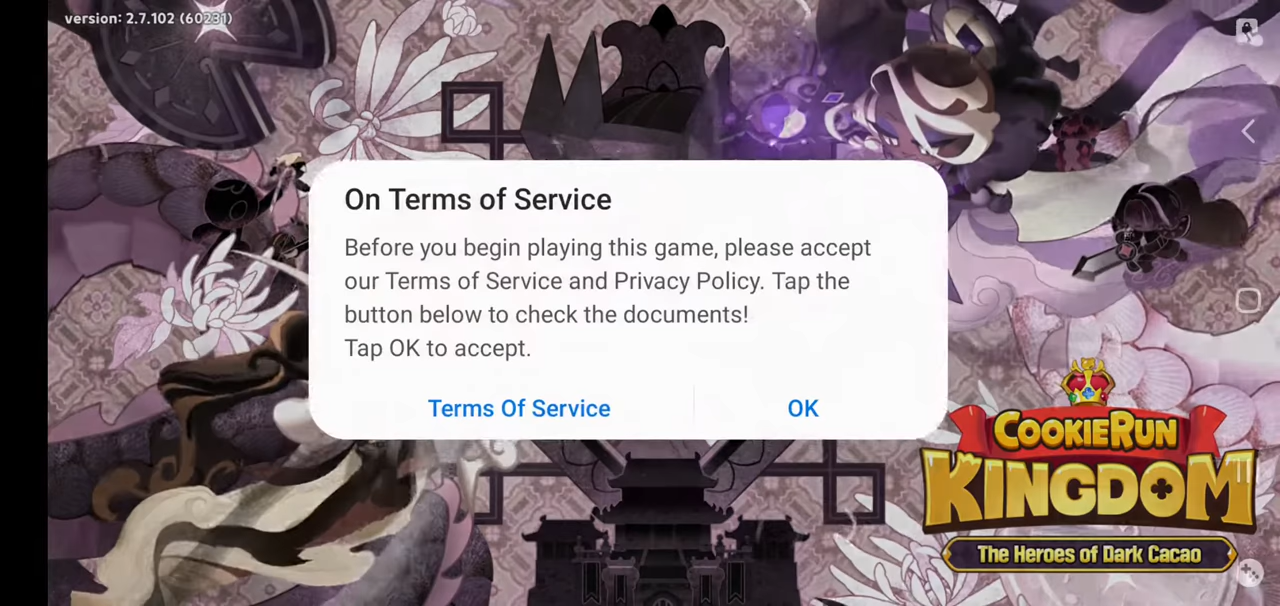 version: 2.7.102 (60231)
On Terms of Service
Before you begin playing this game, please accept
our Terms of Service and Privacy Policy. Tap the
button below to check the documents!
Tap OK to accept.
Terms Of Service
OK
COOKIERUN
KINGDOM
The Heroes of Dark Cacao